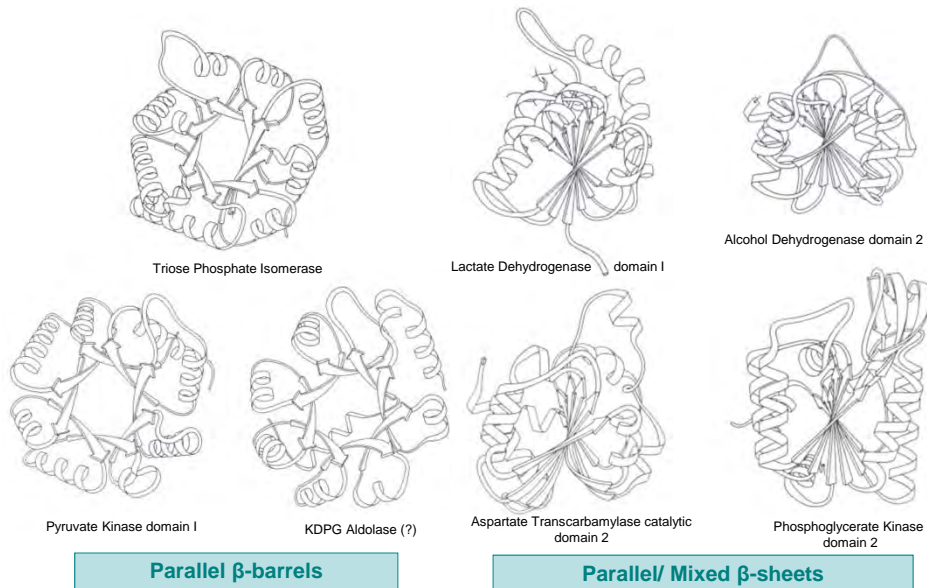 Triose Phosphate Isomerase
Lactate Dehydrogenase domain I
Alcohol Dehydrogenase domain 2
Pyruvate Kinase domain I
KDPG Aldolase (?)
Aspartate Transcarbamylase catalytic
domain 2
Phosphoglycerate Kinase
domain 2
Parallel β-barrels
Parallel/ Mixed β-sheets